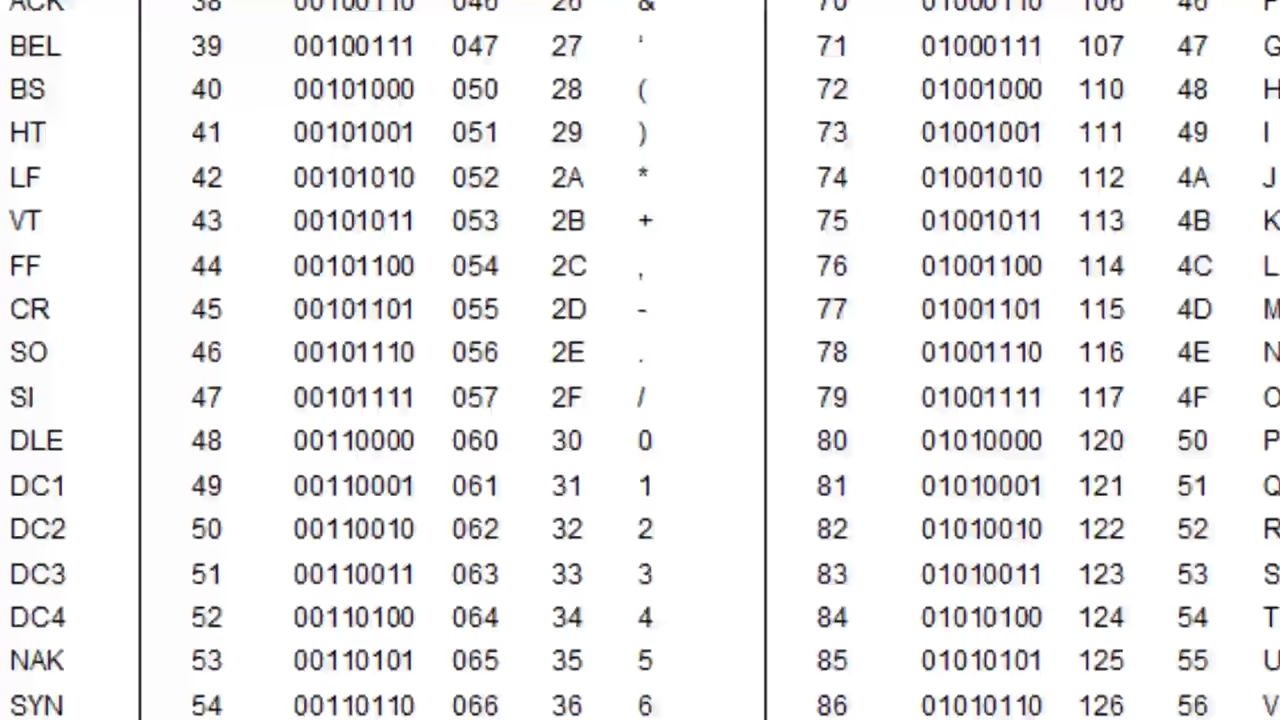 ACK 38 00100110 046 26 & 70 01000110 106 46 F
BEL 39 00100111 047 27 ' 71 01000111 107 47 G
BS 40 00101000 050 28 ( 72 01001000 110 48 H
HT 41 00101001 051 29 ) 73 01001001 111 49 I
LF 42 00101010 052 2A * 74 01001010 112 4A J
VT 43 00101011 053 2B + 75 01001011 113 4B K
FF 44 00101100 054 2C , 76 01001100 114 4C L
CR 45 00101101 055 2D - 77 01001101 115 4D M
SO 46 00101110 056 2E . 78 01001110 116 4E N
SI 47 00101111 057 2F / 79 01001111 117 4F O
DLE 48 00110000 060 30 0 80 01010000 120 50 P
DC1 49 00110001 061 31 1 81 01010001 121 51 Q
DC2 50 00110010 062 32 2 82 01010010 122 52 R
DC3 51 00110011 063 33 3 83 01010011 123 53 S
DC4 52 00110100 064 34 4 84 01010100 124 54 T
NAK 53 00110101 065 35 5 85 01010101 125 55 U
SYN 54 00110110 066 36 6 86 01010110 126 56 V